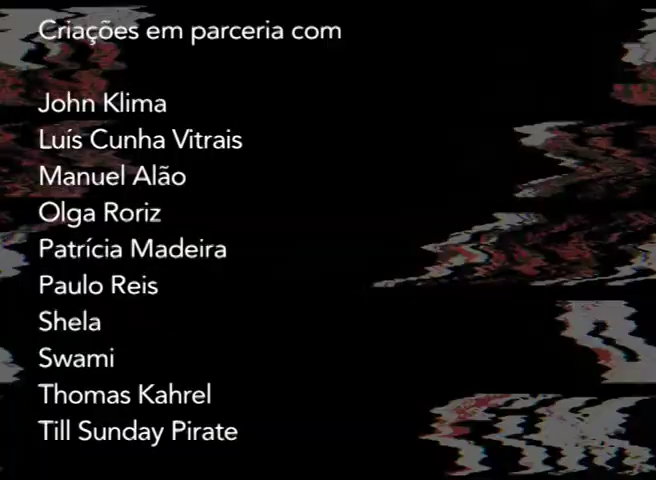 Criações em parceria com
John Klima
Luís Cunha Vitrais
Manuel Alão
Olga Roriz
Patrícia Madeira
Paulo Reis
Shela
Swami
Thomas Kahrel
Till Sunday Pirate